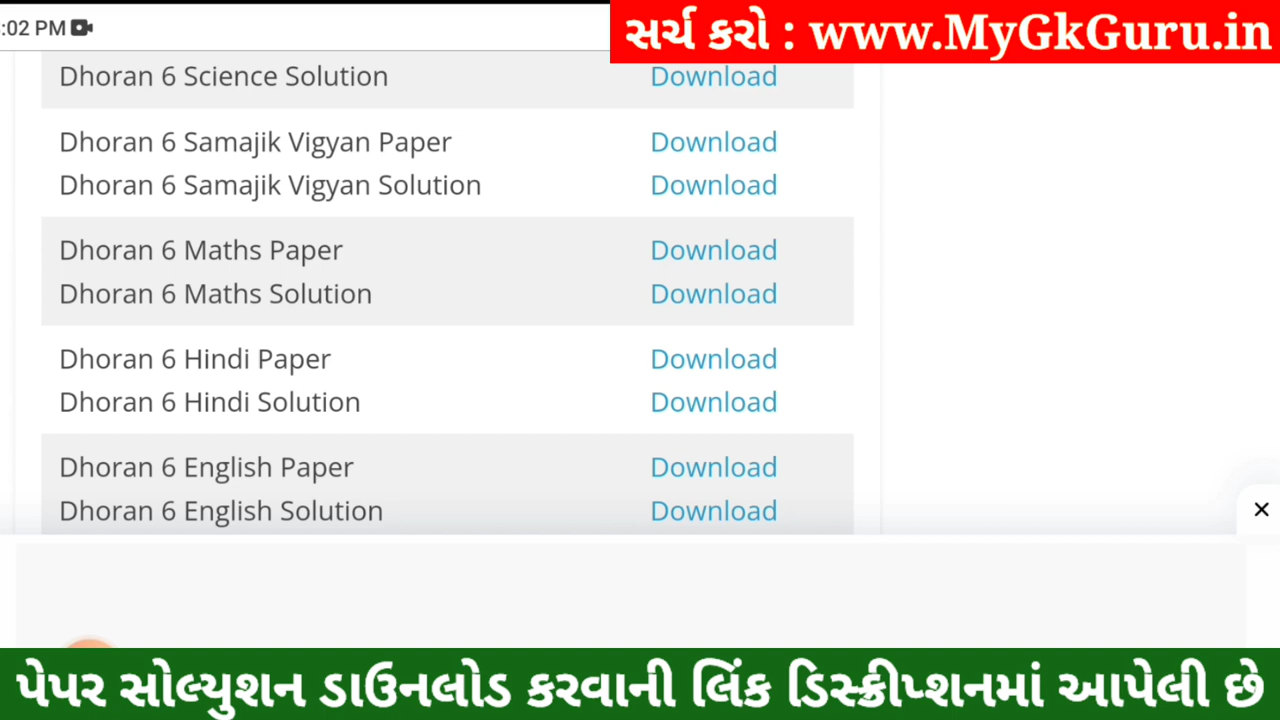 :02 PM
સર્ચ કરો : www.MyGkGuru.in
Dhoran 6 Science Solution Download
Dhoran 6 Samajik Vigyan Paper Download
Dhoran 6 Samajik Vigyan Solution Download
Dhoran 6 Maths Paper Download
Dhoran 6 Maths Solution Download
Dhoran 6 Hindi Paper Download
Dhoran 6 Hindi Solution Download
Dhoran 6 English Paper Download
Dhoran 6 English Solution Download
પેપર સોલ્યુશન ડાઉનલોડ કરવાની લિંક ડિસ્ક્રીપ્શનમાં આપેલી છે